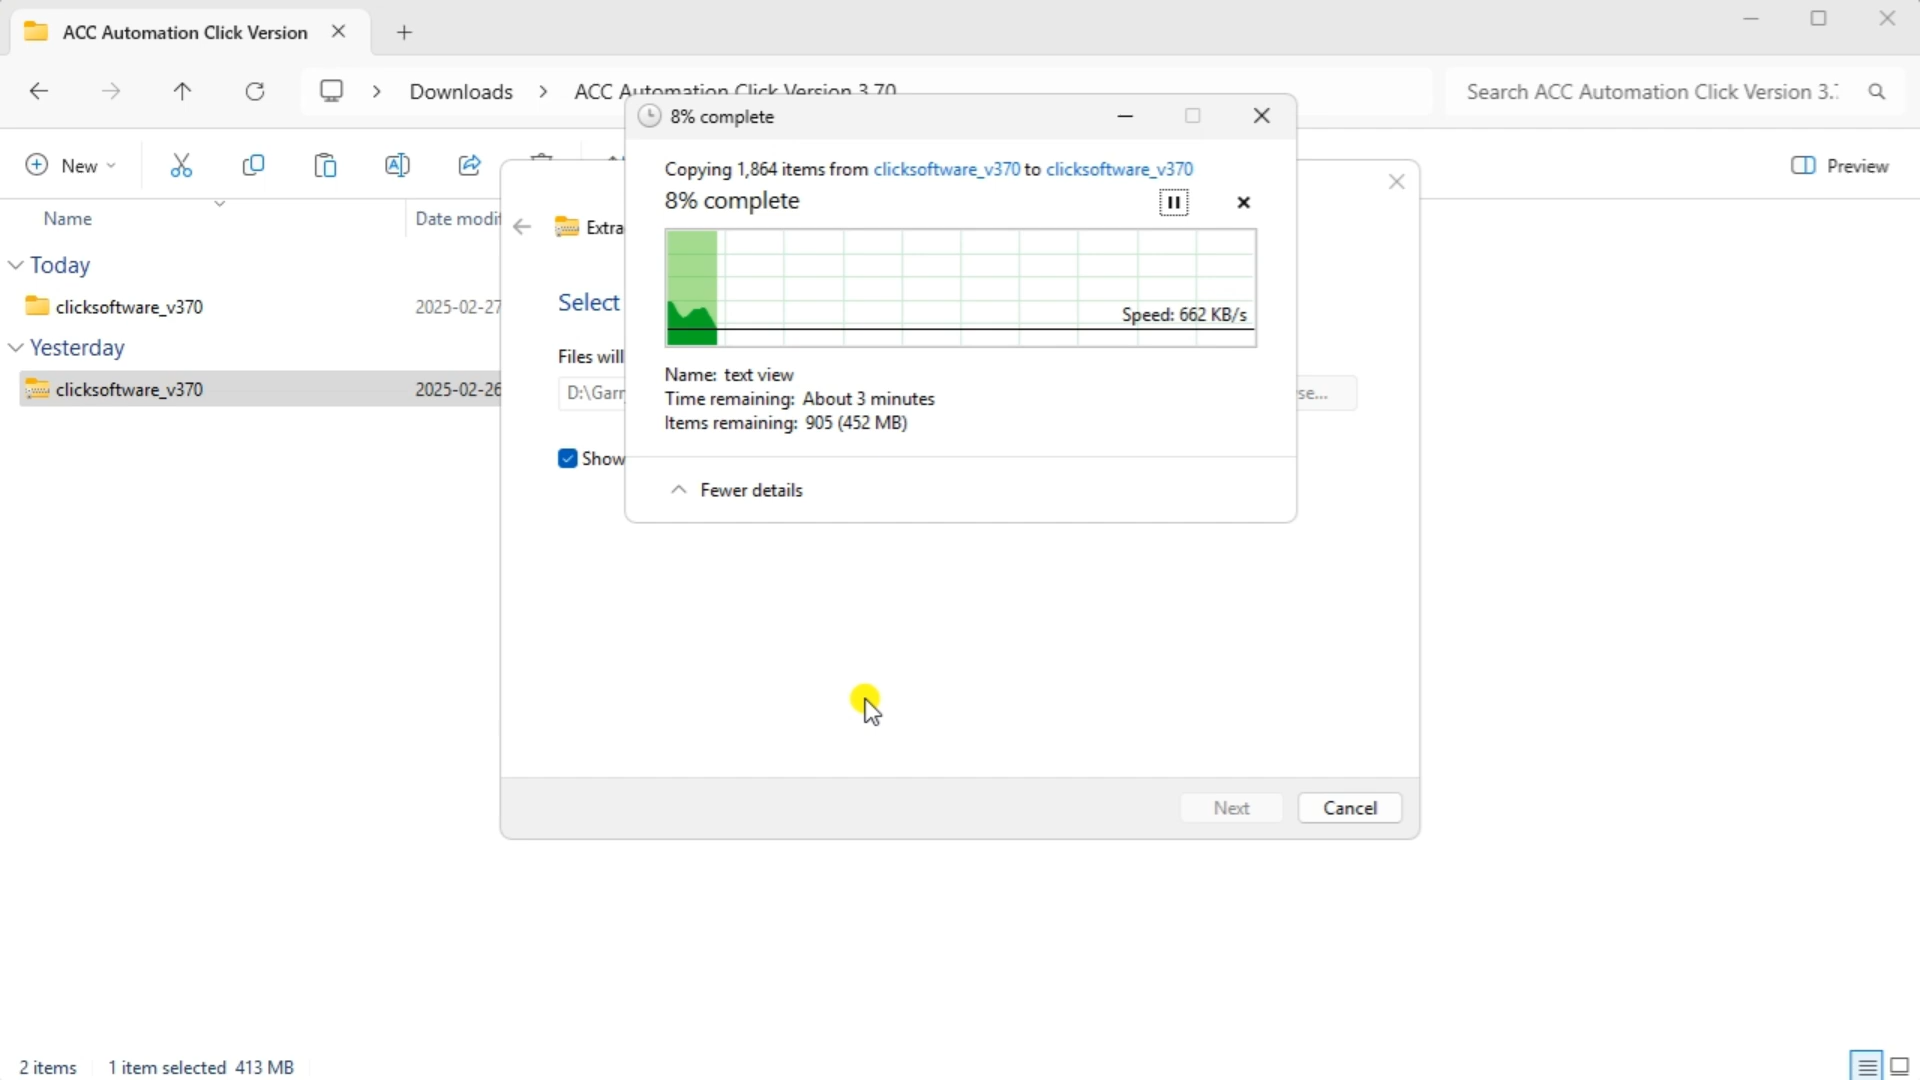 ACC Automation Click Version
Downloads
ACC Automation Click Version 3.70
Search ACC Automation Click Version 3.
8% complete
New
Preview
Copying 1,864 items from clicksoftware_v370 to clicksoftware_v370
8% complete
Name
Date modif
Extra
Today
clicksoftware_v370
2025-02-27
Select
Speed: 662 KB/s
Yesterday
Files will
clicksoftware_v370
2025-02-26
D:\Garr
se...
Name: text view
Time remaining: About 3 minutes
Items remaining: 905 (452 MB)
Show
Fewer details
Next
Cancel
2 items
1 item selected 413 MB